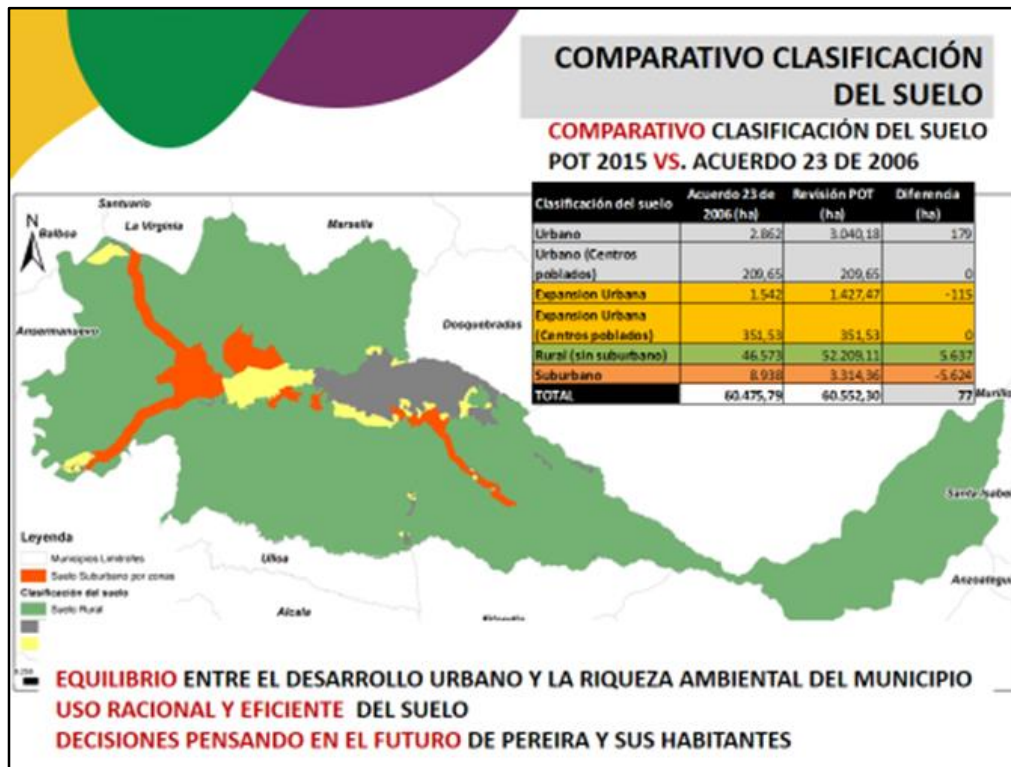 COMPARATIVO CLASIFICACIÓN
DEL SUELO
COMPARATIVO CLASIFICACIÓN DEL SUELO
POT 2015 VS. ACUERDO 23 DE 2006
Clasificación del suelo Acuerdo 23 de 2006 (ha) Revisión POT (ha) Diferencia (ha)
Urbano 2.862 3.040,18 179
Urbano (Centros poblados) 209,65 209,65 0
Expansion Urbana 1.542 1.427,47 -115
Expansion Urbana (Centros poblados) 351,53 351,53 0
Rural (sin suburbano) 46.573 52.209,11 5.637
Suburbano 8.938 3.314,36 -5.624
TOTAL 60.475,79 60.552,30 77
N
Santuario
La Virginia
Balboa
Marsella
Ansermanuevo
Dosquebradas
Murillo
Santa Isabel
Ulloa
Anzoategui
Alcala
Leyenda
Municipios Limitrofes
Suelo Suburbano por zonas
Clasificación del suelo
Suelo Rural
EQUILIBRIO ENTRE EL DESARROLLO URBANO Y LA RIQUEZA AMBIENTAL DEL MUNICIPIO
USO RACIONAL Y EFICIENTE DEL SUELO
DECISIONES PENSANDO EN EL FUTURO DE PEREIRA Y SUS HABITANTES